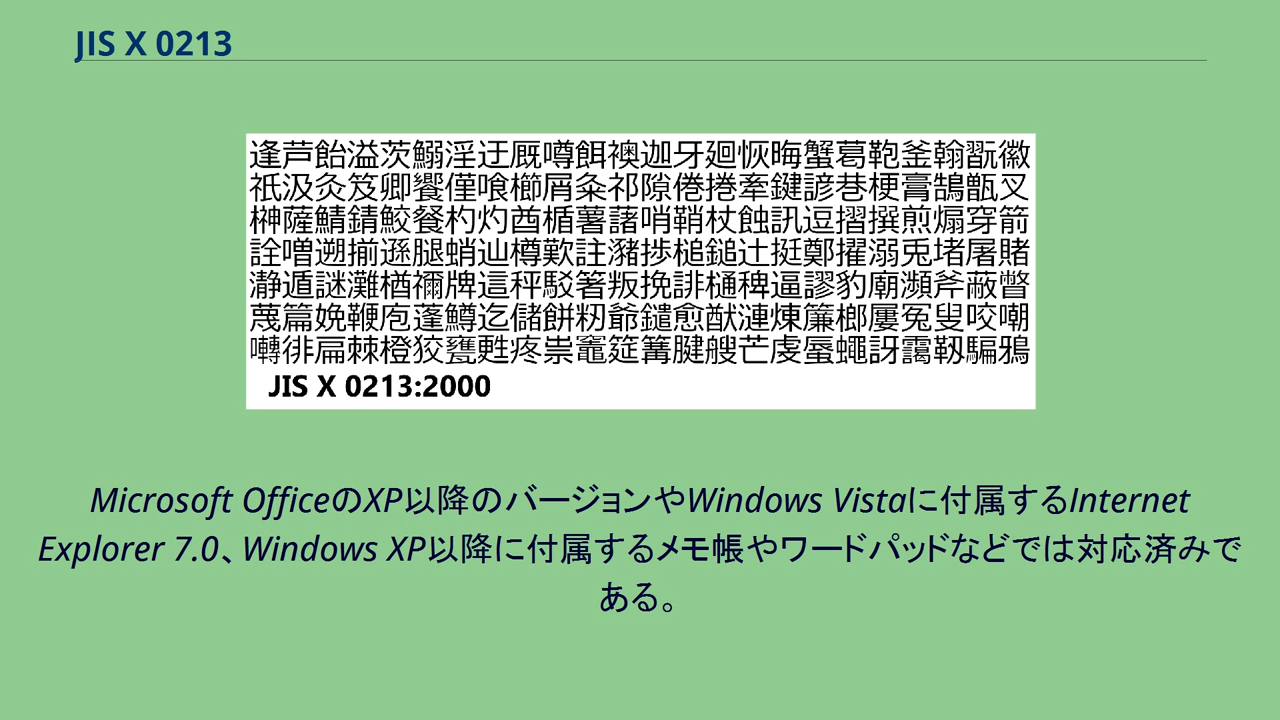 JIS X 0213
逢芦飴溢茨鰯淫迂厩噂餌襖迦牙廻恢晦蟹葛鞄釜翰翫徽
祇汲灸笈卿饗僅喰櫛屑粂祁隙倦捲牽鍵諺巷梗膏鵠甑叉
榊薩鯖錆鮫餐杓灼酋楯薯藷哨鞘杖蝕訊逗摺撰煎煽穿箭
詮噌遡揃遜腿蛸辿樽歎註瀦捗槌鎚辻挺鄭擢溺兎堵屠賭
瀞遁謎灘楢禰牌這秤駁箸叛挽誹樋稗逼謬豹廟瀕斧蔽瞥
蔑篇娩鞭庖蓬鱒迄儲餅籾爺鑓愈猷漣煉簾榔屢冤叟咬嘲
囀徘扁棘橙狡甕甦疼祟竈筵篝腱艘芒虔蜃蠅訝靄靱騙鴉
JIS X 0213:2000
Microsoft OfficeのXP以降のバージョンやWindows Vistaに付属するInternet
Explorer 7.0、Windows XP以降に付属するメモ帳やワードパッドなどでは対応済みで
ある。